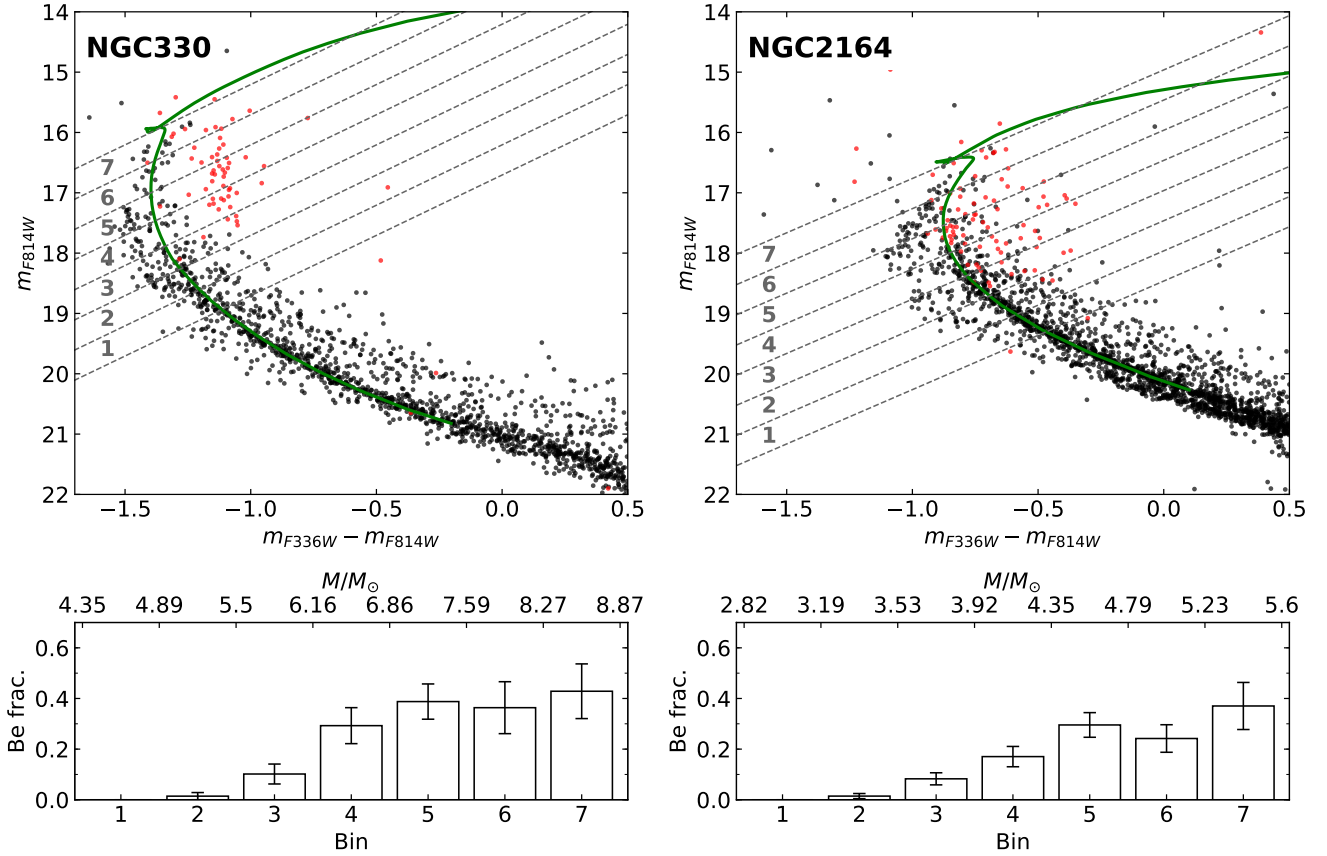 NGC330
14
15
16
17
18
19
20
21
22
m_F814W
7
6
5
4
3
2
1
−1.5 −1.0 −0.5 0.0 0.5
m_F336W − m_F814W
NGC2164
14
15
16
17
18
19
20
21
22
m_F814W
7
6
5
4
3
2
1
−1.5 −1.0 −0.5 0.0 0.5
m_F336W − m_F814W
M/M⊙
4.35 4.89 5.5 6.16 6.86 7.59 8.27 8.87
0.6
0.4
0.2
0.0
Be frac.
1 2 3 4 5 6 7
Bin
M/M⊙
2.82 3.19 3.53 3.92 4.35 4.79 5.23 5.6
0.6
0.4
0.2
0.0
Be frac.
1 2 3 4 5 6 7
Bin